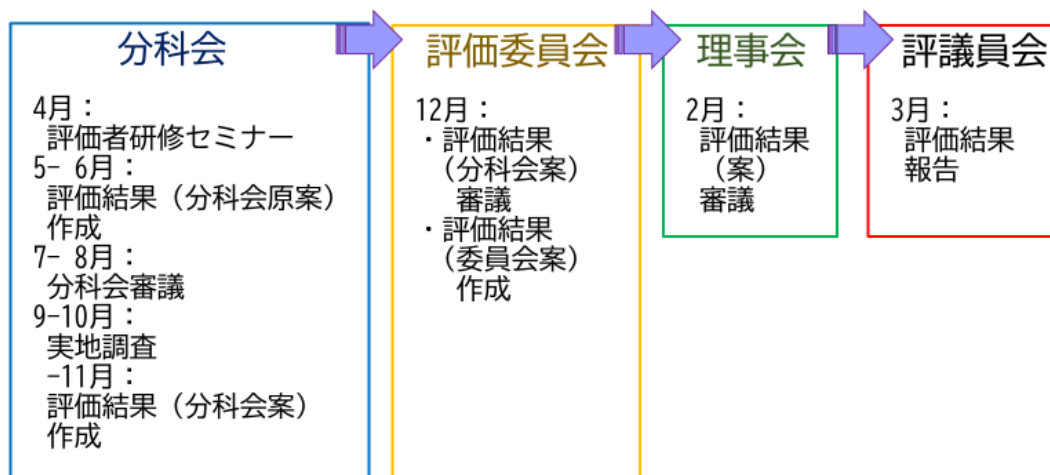 分科会
4月：
評価者研修セミナー
5- 6月：
評価結果（分科会原案）
作成
7- 8月：
分科会審議
9-10月：
実地調査
-11月：
評価結果（分科会案）
作成
評価委員会
12月：
・評価結果
（分科会案）
審議
・評価結果
（委員会案）
作成
理事会
2月：
評価結果
（案）
審議
評議員会
3月：
評価結果
報告